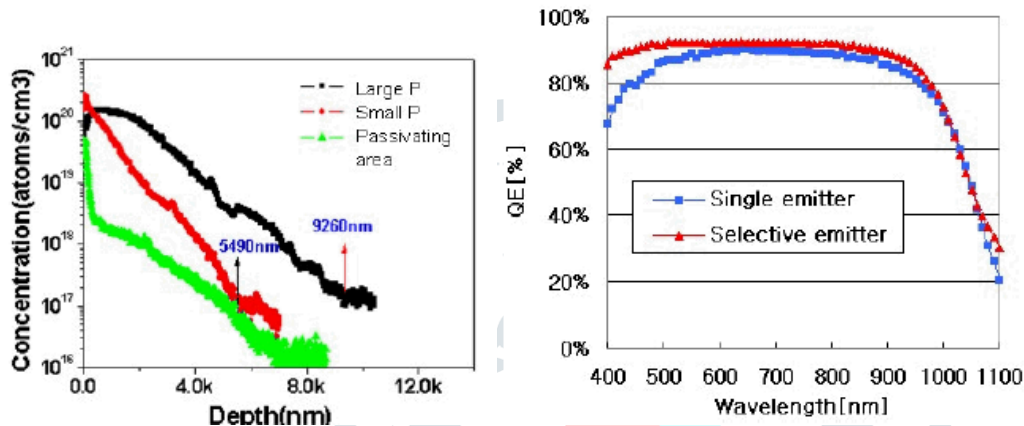 Concentration(atoms/cm3)
10^21
10^20
10^19
10^18
10^17
10^16
Large P
Small P
Passivating
area
5490nm
9260nm
0.0 4.0k 8.0k 12.0k
Depth(nm)
QE[%]
100%
80%
60%
40%
20%
0%
Single emitter
Selective emitter
400 500 600 700 800 900 1000 1100
Wavelength[nm]